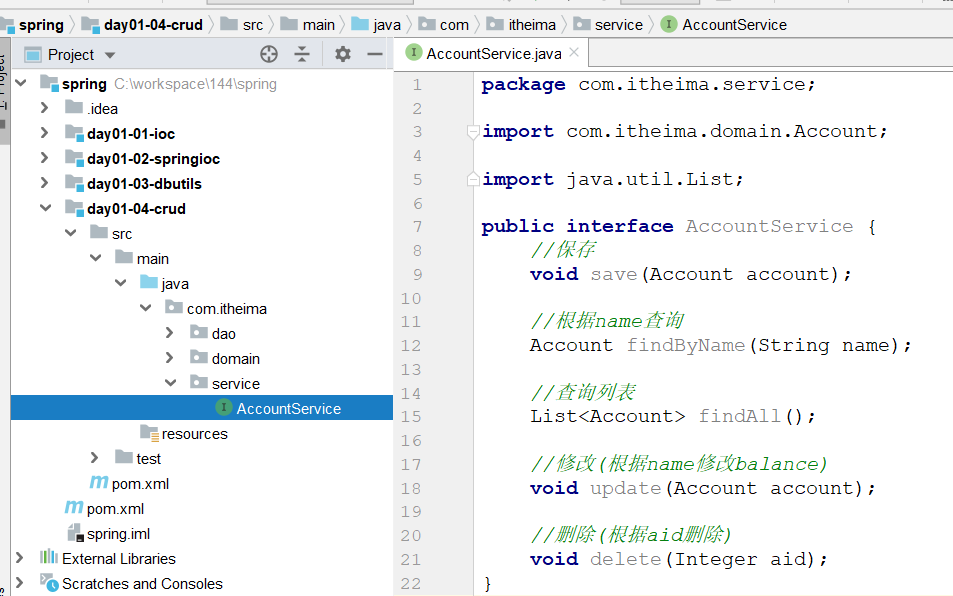 spring day01-04-crud src main java com itheima service AccountService
Project
AccountService.java
spring C:\workspace\144\spring
.idea
day01-01-ioc
day01-02-springioc
day01-03-dbutils
day01-04-crud
src
main
java
com.itheima
dao
domain
service
AccountService
resources
test
pom.xml
pom.xml
spring.iml
External Libraries
Scratches and Consoles
1 package com.itheima.service;
2
3 import com.itheima.domain.Account;
4
5 import java.util.List;
6
7 public interface AccountService {
8 //保存
9 void save(Account account);
10
11 //根据name查询
12 Account findByName(String name);
13
14 //查询列表
15 List<Account> findAll();
16
17 //修改(根据name修改balance)
18 void update(Account account);
19
20 //删除(根据aid删除)
21 void delete(Integer aid);
22 }